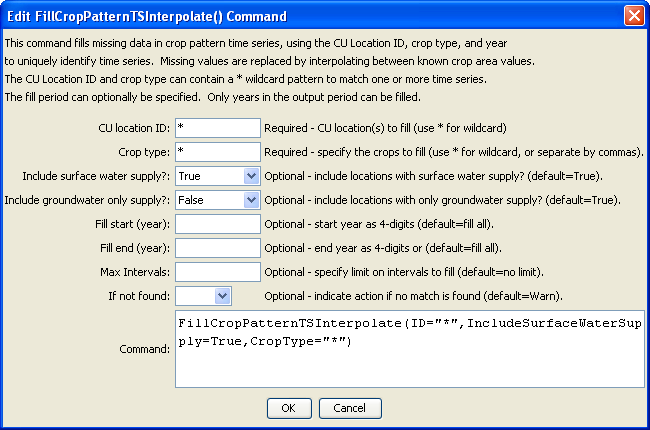 Edit FillCropPatternTSInterpolate() Command
This command fills missing data in crop pattern time series, using the CU Location ID, crop type, and year
to uniquely identify time series.  Missing values are replaced by interpolating between known crop area values.
The CU Location ID and crop type can contain a * wildcard pattern to match one or more time series.
The fill period can optionally be specified.  Only years in the output period can be filled.
CU location ID: * Required - CU location(s) to fill (use * for wildcard)
Crop type: * Required - specify the crops to fill (use * for wildcard, or separate by commas).
Include surface water supply?: True Optional - include locations with surface water supply? (default=True).
Include groundwater only supply?: False Optional - include locations with only groundwater supply? (default=True).
Fill start (year): Optional - start year as 4-digits (default=fill all).
Fill end (year): Optional - end year as 4-digits or (default=fill all).
Max Intervals: Optional - specify limit on intervals to fill (default=no limit).
If not found: Optional - indicate action if no match is found (default=Warn).
FillCropPatternTSInterpolate(ID="*",IncludeSurfaceWaterSup
Command: ply=True,CropType="*")
OK Cancel